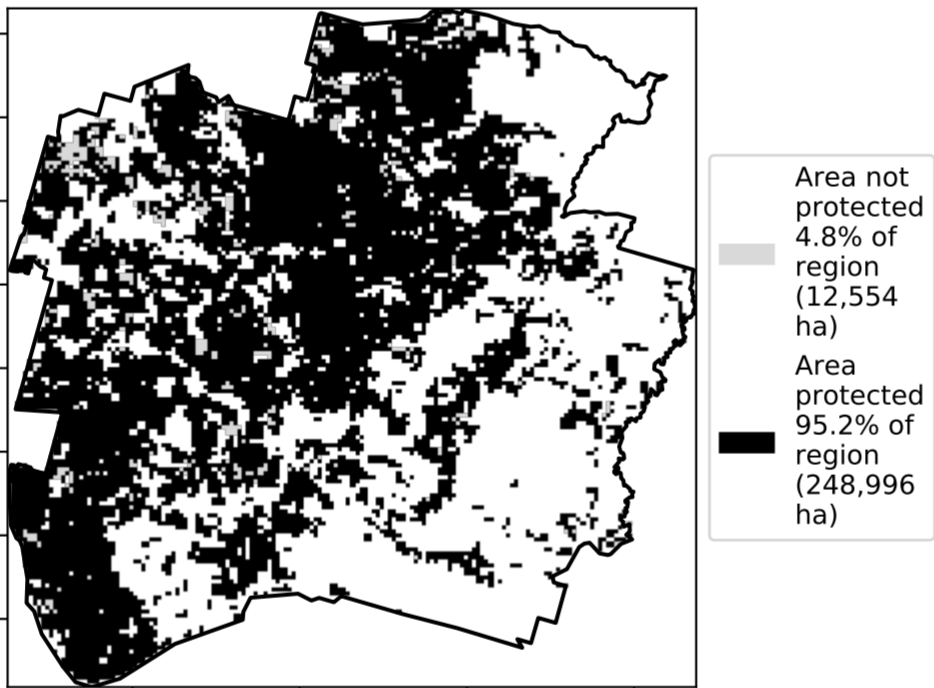 Area not
protected
4.8% of
region
(12,554
ha)
Area
protected
95.2% of
region
(248,996
ha)